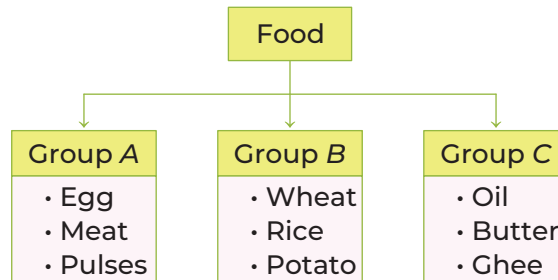 Food
Group A
• Egg
• Meat
• Pulses
Group B
• Wheat
• Rice
• Potato
Group C
• Oil
• Butter
• Ghee